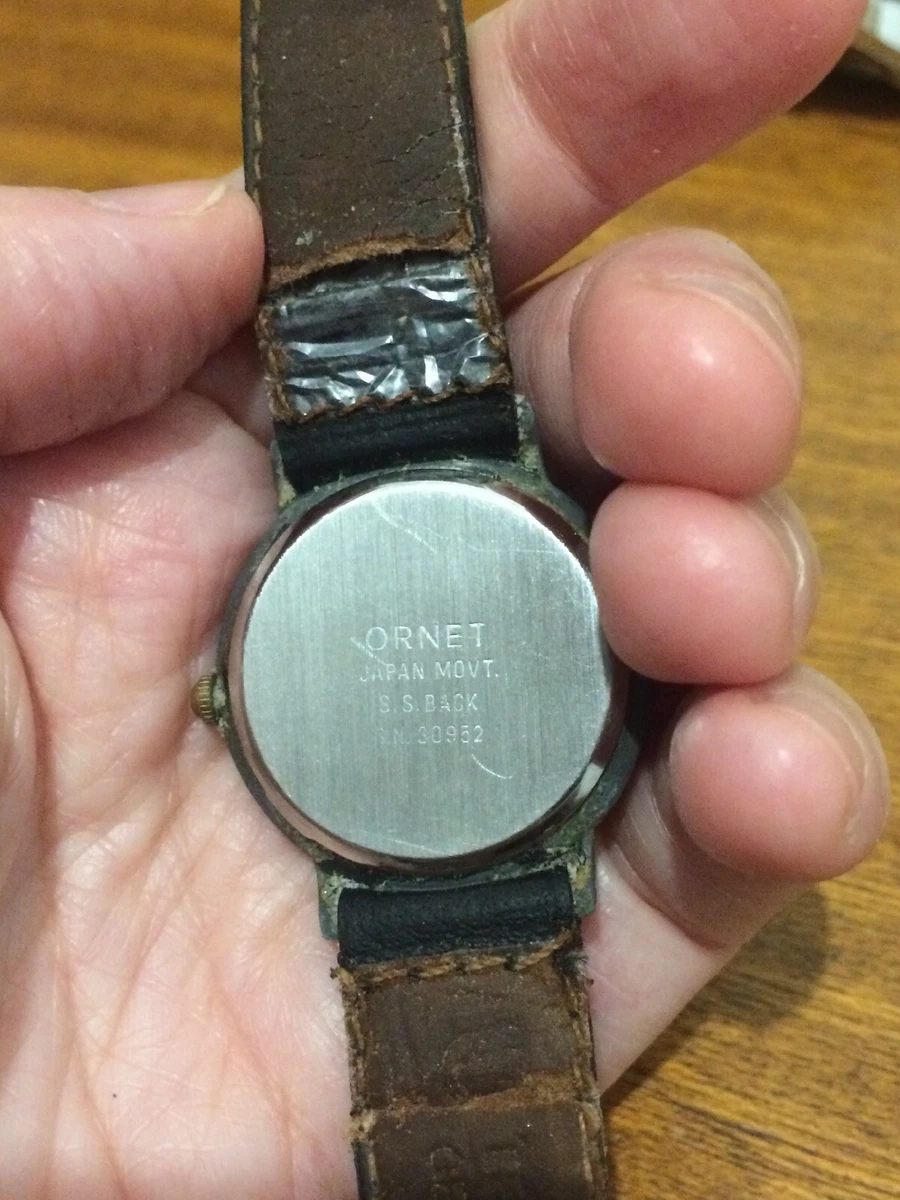 ORNET
JAPAN MOVT.
S.S.BACK
S.N. 30952